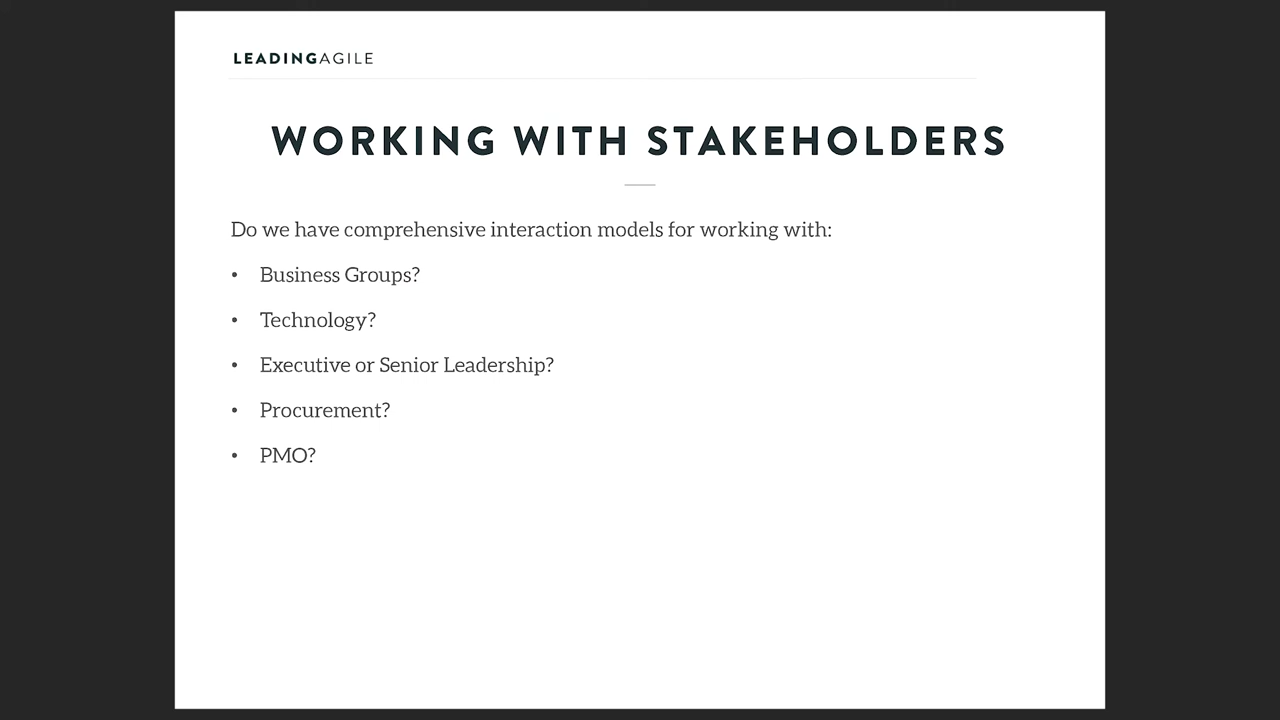 LEADINGAGILE
WORKING WITH STAKEHOLDERS
Do we have comprehensive interaction models for working with:
• Business Groups?
• Technology?
• Executive or Senior Leadership?
• Procurement?
• PMO?